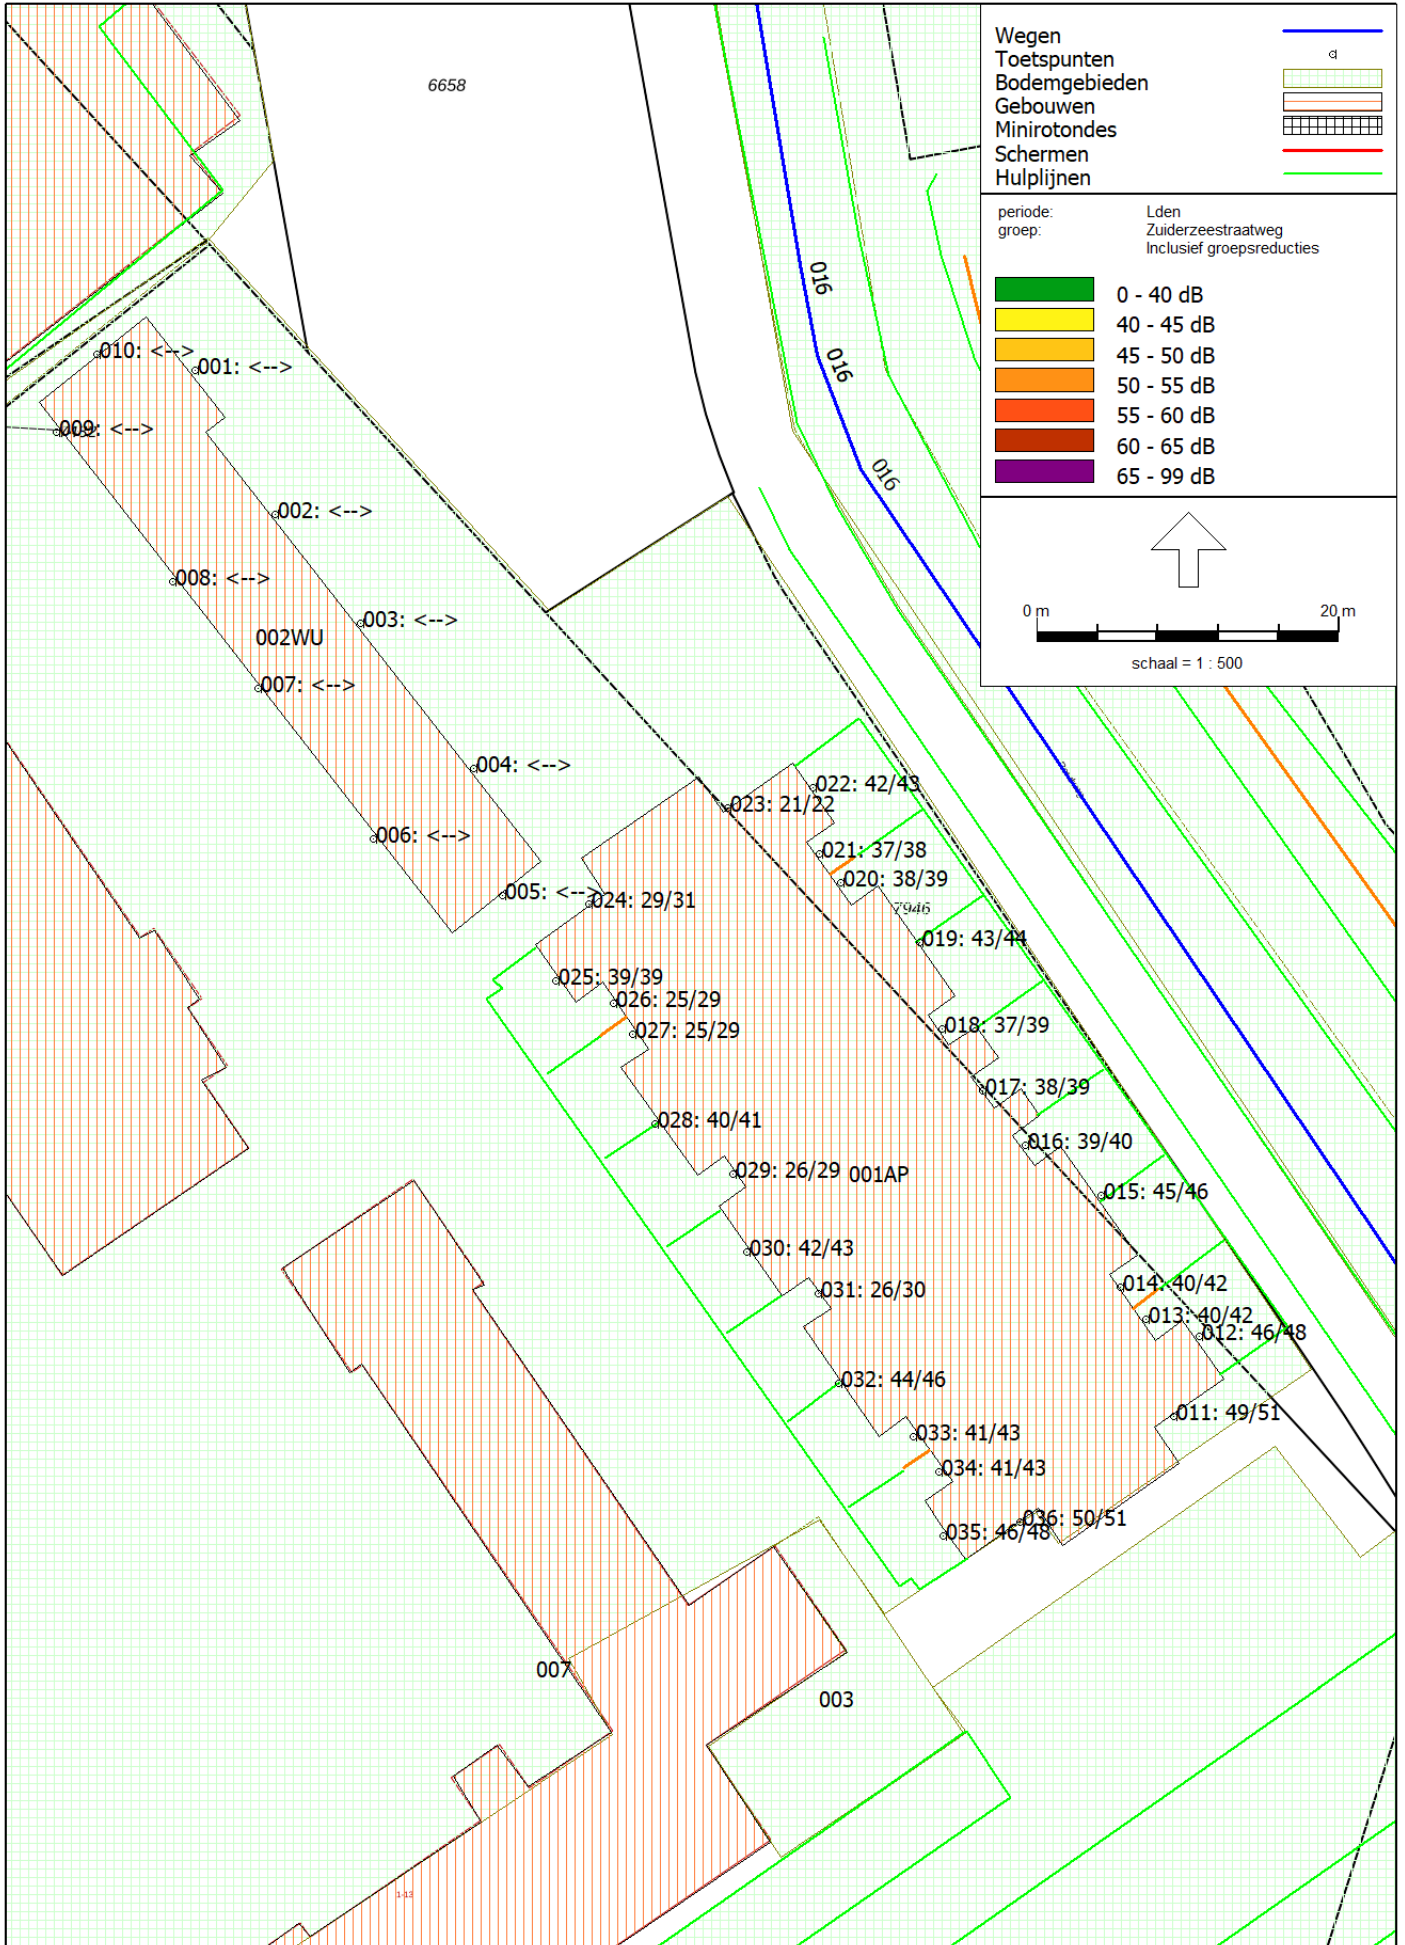 6658
Wegen
Toetspunten
Bodemgebieden
Gebouwen
Minirotondes
Schermen
Hulplijnen
periode: Lden
groep: Zuiderzeestraatweg
Inclusief groepsreducties
0 - 40 dB
40 - 45 dB
45 - 50 dB
50 - 55 dB
55 - 60 dB
60 - 65 dB
65 - 99 dB
0 m 20 m
schaal = 1 : 500
016
016
016
010: <-->
001: <-->
009: <-->
002: <-->
008: <-->
003: <-->
002WU
007: <-->
004: <-->
006: <-->
005: <-->
022: 42/43
023: 21/22
021: 37/38
020: 38/39
024: 29/31
7946
019: 43/44
025: 39/39
026: 25/29
027: 25/29
018: 37/39
017: 38/39
028: 40/41
016: 39/40
029: 26/29
001AP
015: 45/46
030: 42/43
031: 26/30
014: 40/42
013: 40/42
012: 46/48
032: 44/46
011: 49/51
033: 41/43
034: 41/43
036: 50/51
035: 46/48
007
003
1-13